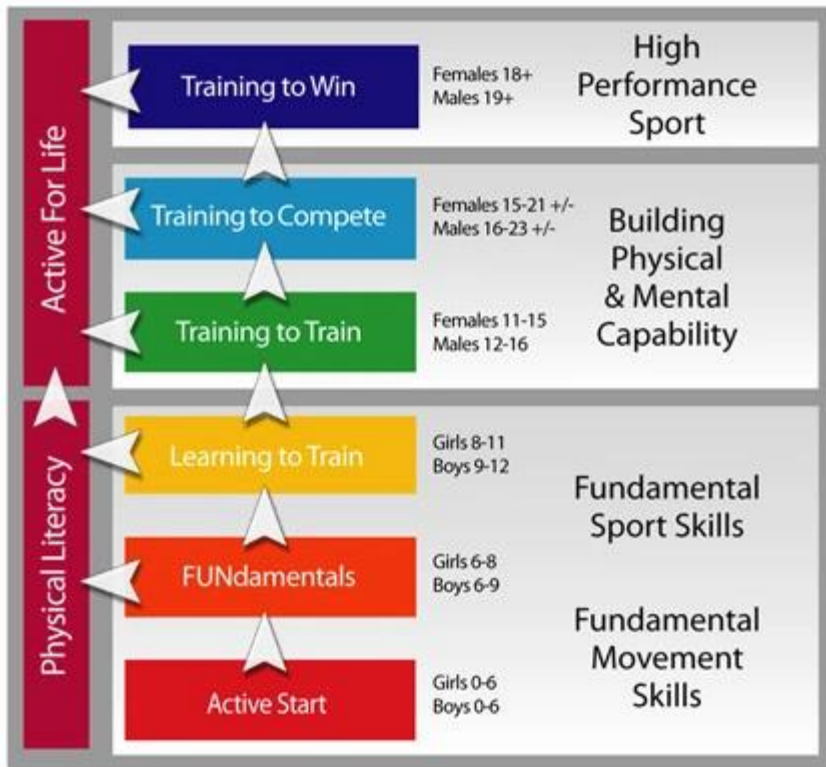 Active For Life
Physical Literacy
Training to Win
Females 18+
Males 19+
High
Performance
Sport
Training to Compete
Females 15-21 +/-
Males 16-23 +/-
Training to Train
Females 11-15
Males 12-16
Building
Physical
& Mental
Capability
Learning to Train
Girls 8-11
Boys 9-12
Fundamental
Sport Skills
FUNdamentals
Girls 6-8
Boys 6-9
Fundamental
Movement
Skills
Active Start
Girls 0-6
Boys 0-6